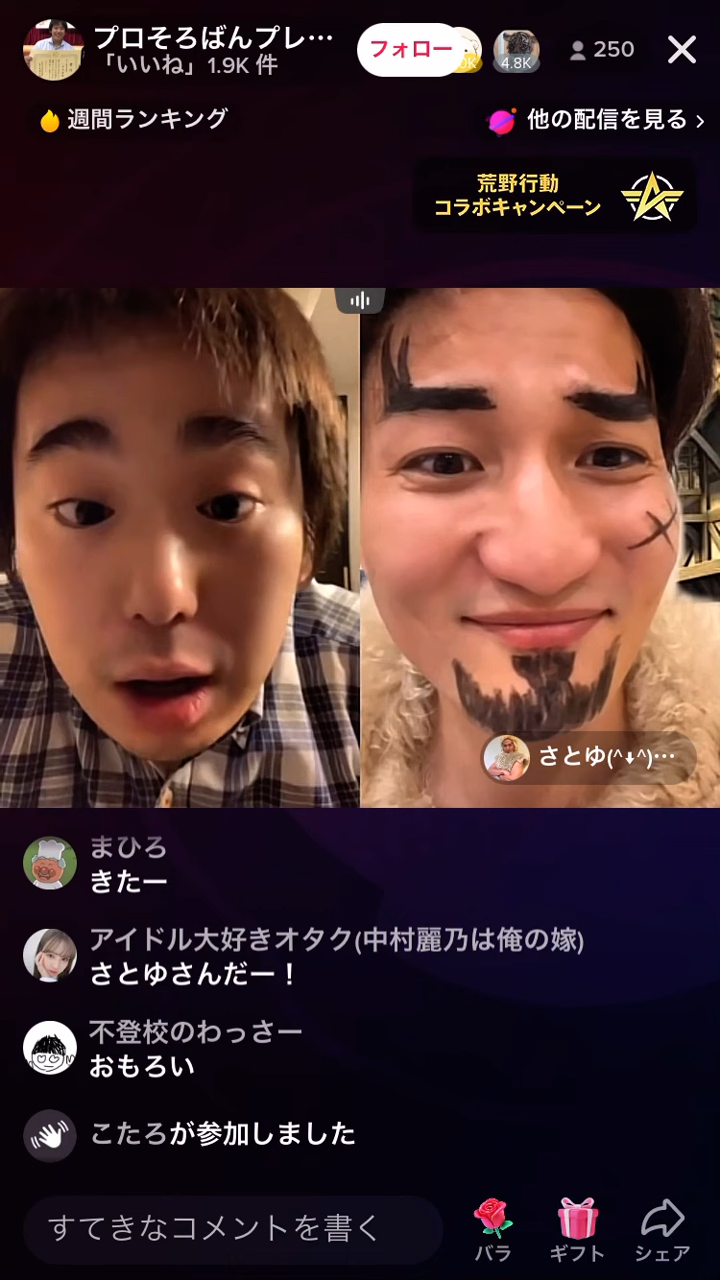 プロそろばんプレ…
「いいね」1.9K 件
フォロー
0K
4.8K
250
週間ランキング
他の配信を見る
荒野行動
コラボキャンペーン
さとゆ(^⬇^)…
まひろ
きたー
アイドル大好きオタク(中村麗乃は俺の嫁)
さとゆさんだー！
不登校のわっさー
おもろい
こたろが参加しました
すてきなコメントを書く
バラ
ギフト
シェア